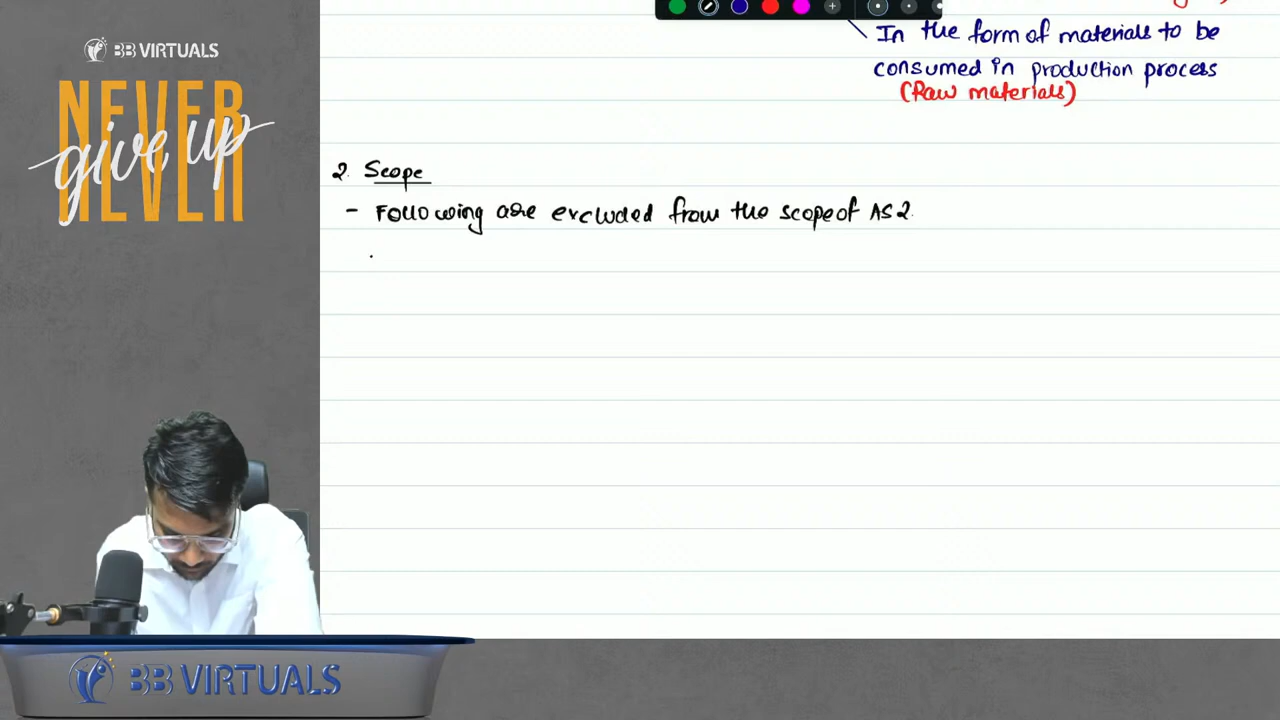 BB VIRTUALS
NEVER
give up
NEVER
In the form of materials to be
consumed in production process
(Raw materials)
2. Scope
- Following are excluded from the scope of AS 2.
BB VIRTUALS